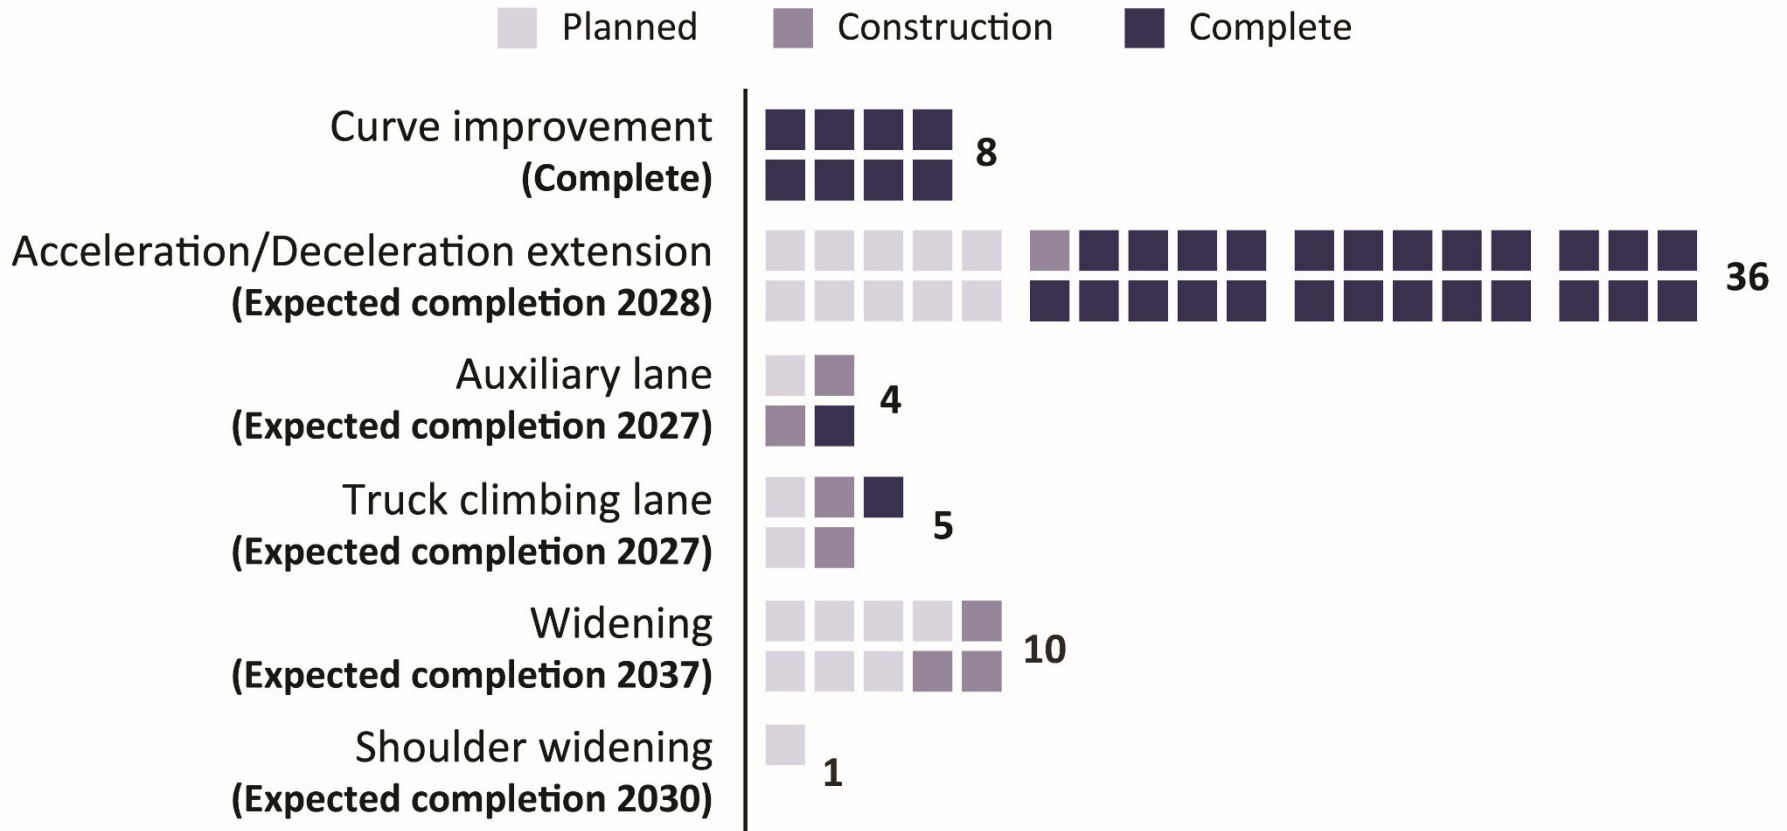 Planned Construction Complete
Curve improvement
(Complete)
8
Acceleration/Deceleration extension
(Expected completion 2028)
36
Auxiliary lane
(Expected completion 2027)
4
Truck climbing lane
(Expected completion 2027)
5
Widening
(Expected completion 2037)
10
Shoulder widening
(Expected completion 2030)
1